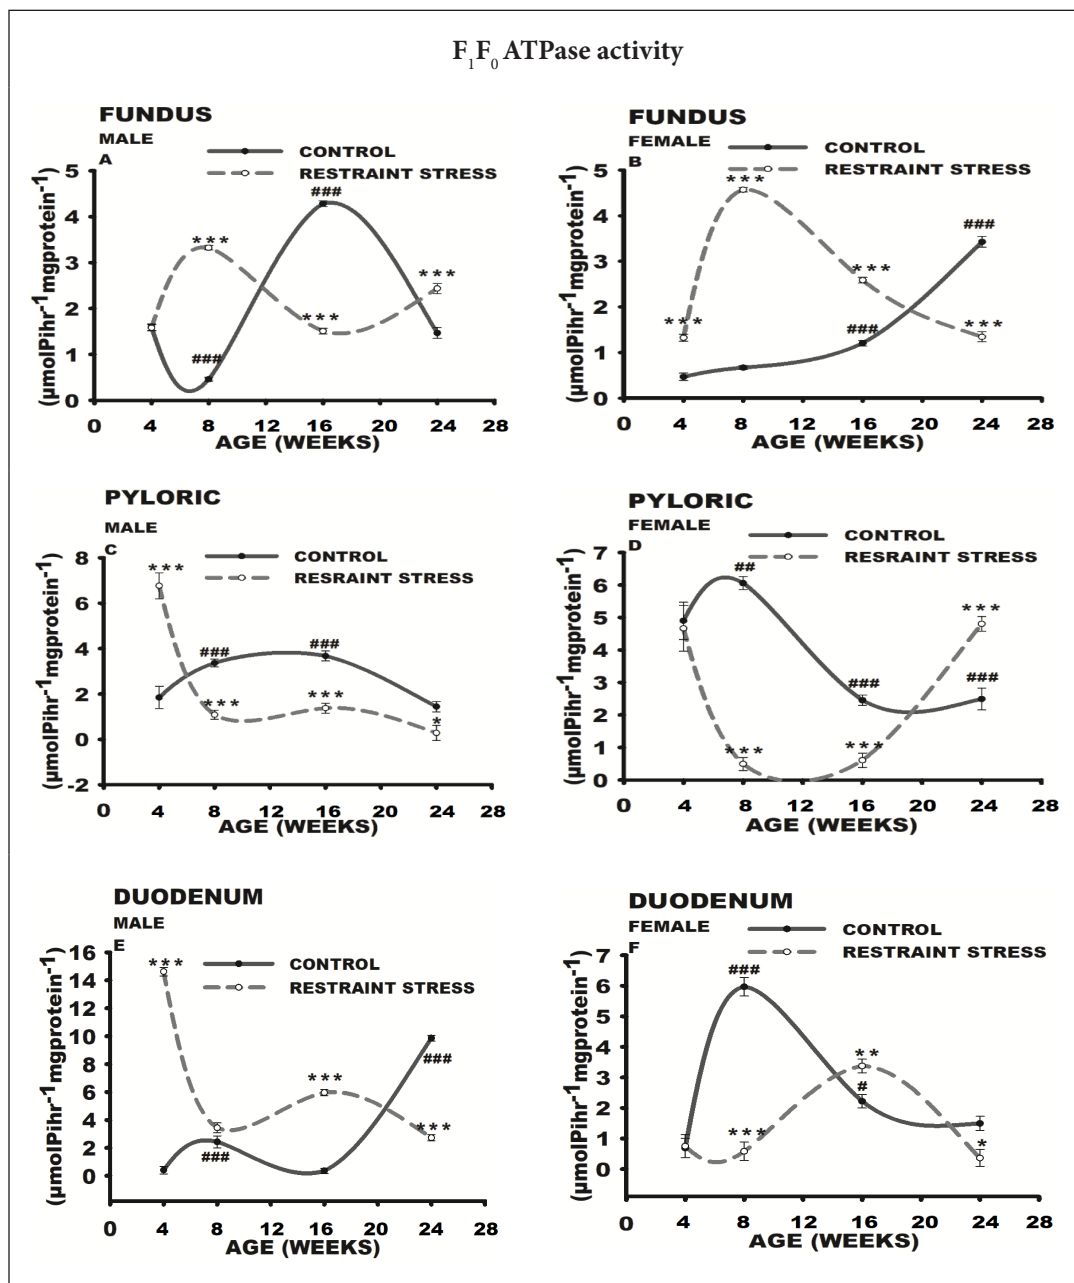 F₁F₀ ATPase activity
FUNDUS
MALE
A
CONTROL
RESTRAINT STRESS
(µmolPihr⁻¹mgprotein⁻¹)
5
4
3
2
1
0
###
***
***
***
###
0 4 8 12 16 20 24 28
AGE (WEEKS)
FUNDUS
FEMALE
B
CONTROL
RESTRAINT STRESS
(µmolPihr⁻¹mgprotein⁻¹)
5
4
3
2
1
0
***
###
***
***
###
***
0 4 8 12 16 20 24 28
AGE (WEEKS)
PYLORIC
MALE
C
CONTROL
RESRAINT STRESS
(µmolPihr⁻¹mgprotein⁻¹)
8
6
4
2
0
-2
***
###
###
***
***
*
0 4 8 12 16 20 24 28
AGE (WEEKS)
PYLORIC
FEMALE
D
CONTROL
RESRAINT STRESS
(µmolPihr⁻¹mgprotein⁻¹)
7
6
5
4
3
2
1
0
##
***
###
###
***
***
0 4 8 12 16 20 24 28
AGE (WEEKS)
DUODENUM
MALE
E
CONTROL
RESTRAINT STRESS
(µmolPihr⁻¹mgprotein⁻¹)
16
14
12
10
8
6
4
2
0
***
###
***
***
###
0 4 8 12 16 20 24 28
AGE (WEEKS)
DUODENUM
FEMALE
F
CONTROL
RESTRAINT STRESS
(µmolPihr⁻¹mgprotein⁻¹)
7
6
5
4
3
2
1
0
###
**
#
***
*
0 4 8 12 16 20 24 28
AGE (WEEKS)